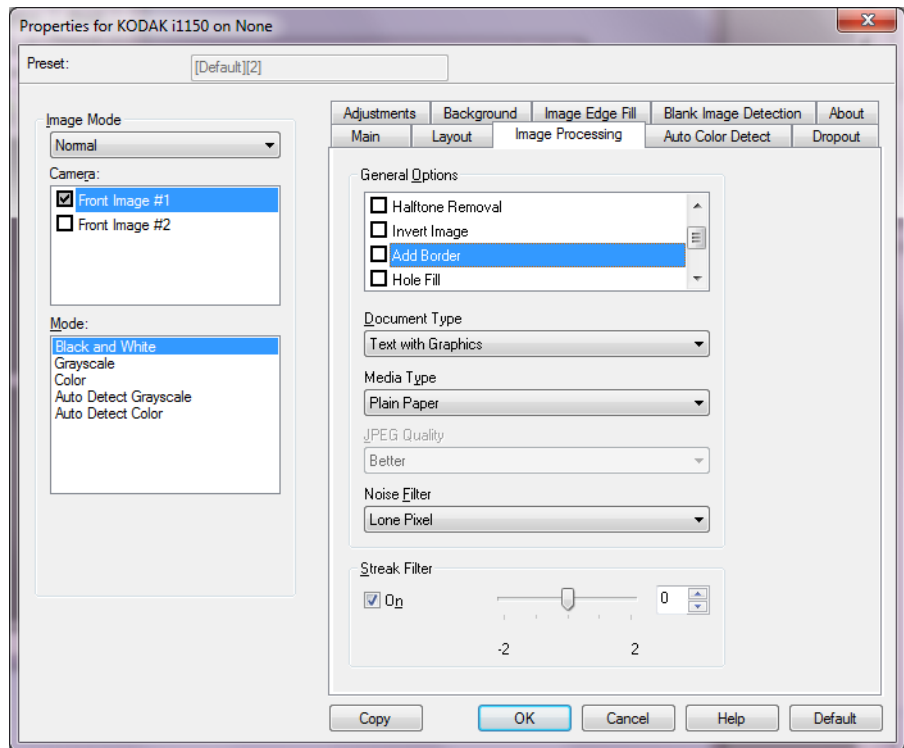 Properties for KODAK i1150 on None
Preset:
[Default][2]
Image Mode
Normal
Camera:
Front Image #1
Front Image #2
Mode:
Black and White
Grayscale
Color
Auto Detect Grayscale
Auto Detect Color
Adjustments Background Image Edge Fill Blank Image Detection About
Main Layout Image Processing Auto Color Detect Dropout
General Options
Halftone Removal
Invert Image
Add Border
Hole Fill
Document Type
Text with Graphics
Media Type
Plain Paper
JPEG Quality
Better
Noise Filter
Lone Pixel
Streak Filter
On 0
-2 2
Copy OK Cancel Help Default